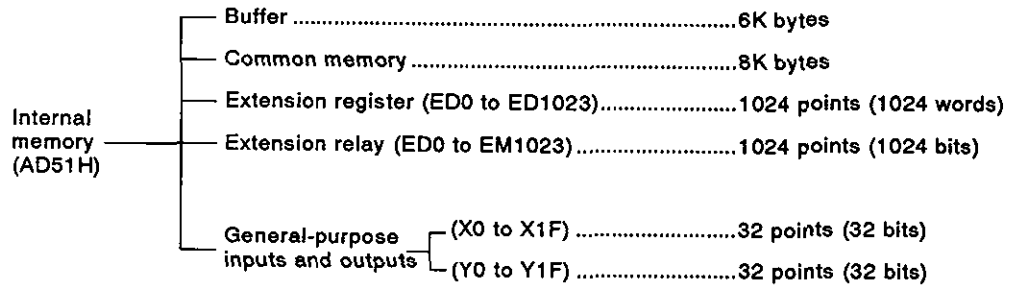 Buffer ........................................................................6K bytes
Common memory .....................................................8K bytes
Extension register (ED0 to ED1023).......................1024 points (1024 words)
Internal
memory
(AD51H)
Extension relay (ED0 to EM1023)..........................1024 points (1024 bits)
General-purpose
inputs and outputs
(X0 to X1F) ..........................32 points (32 bits)
(Y0 to Y1F) ..........................32 points (32 bits)